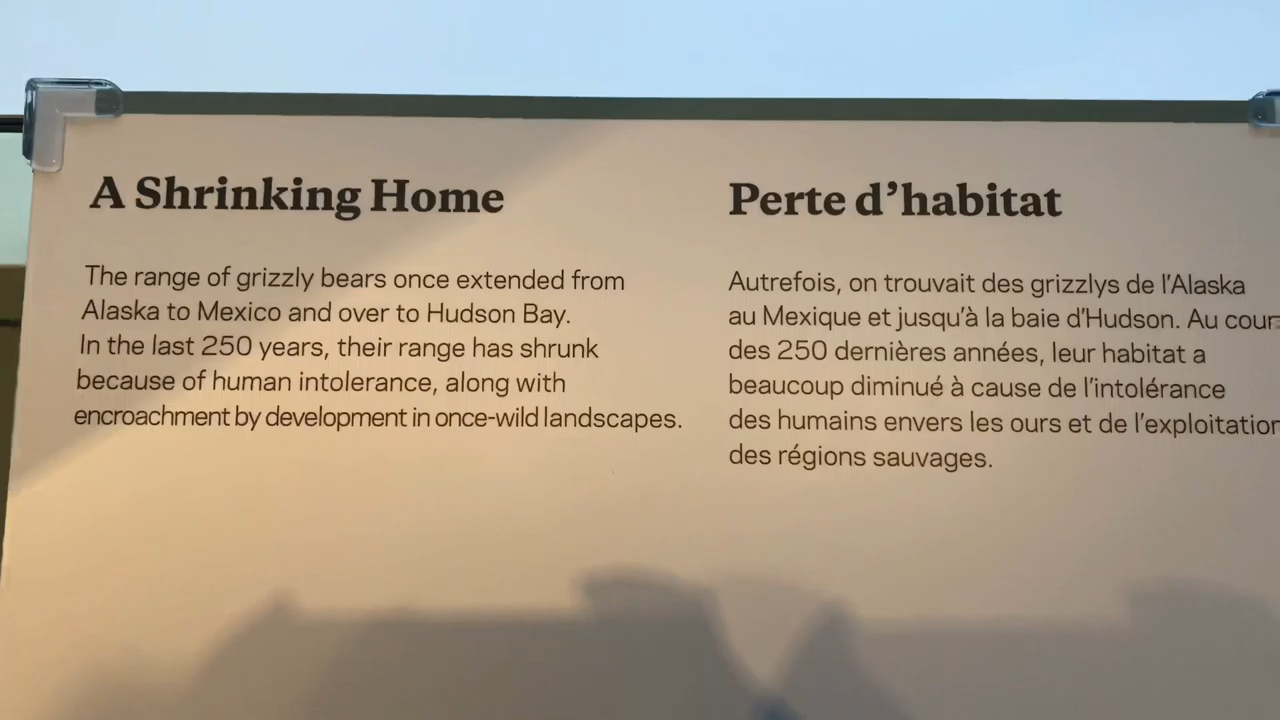 A Shrinking Home
The range of grizzly bears once extended from
Alaska to Mexico and over to Hudson Bay.
In the last 250 years, their range has shrunk
because of human intolerance, along with
encroachment by development in once-wild landscapes.
Perte d’habitat
Autrefois, on trouvait des grizzlys de l’Alaska
au Mexique et jusqu’à la baie d’Hudson. Au cour
des 250 dernières années, leur habitat a
beaucoup diminué à cause de l’intolérance
des humains envers les ours et de l’exploitation
des régions sauvages.